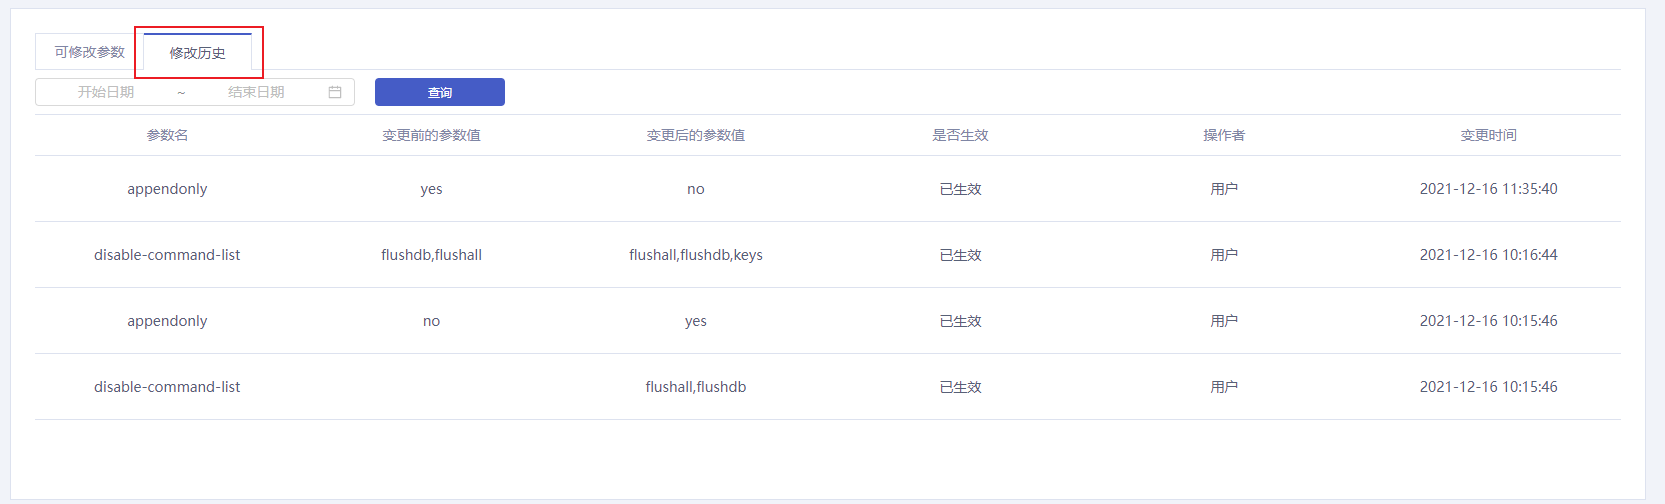 可修改参数 修改历史
开始日期 ~ 结束日期 查询
参数名 变更前的参数值 变更后的参数值 是否生效 操作者 变更时间
appendonly yes no 已生效 用户 2021-12-16 11:35:40
disable-command-list flushdb,flushall flushall,flushdb,keys 已生效 用户 2021-12-16 10:16:44
appendonly no yes 已生效 用户 2021-12-16 10:15:46
disable-command-list flushall,flushdb 已生效 用户 2021-12-16 10:15:46